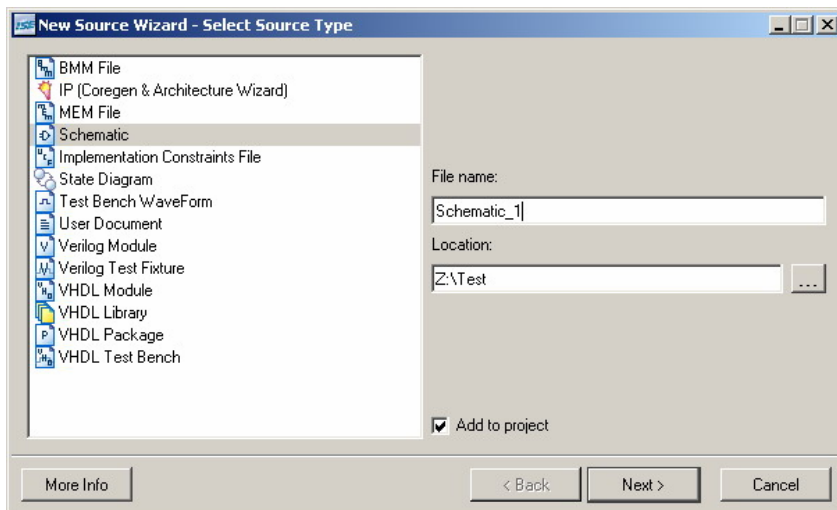 ISE New Source Wizard - Select Source Type
BMM File
IP (Coregen & Architecture Wizard)
MEM File
Schematic
Implementation Constraints File
State Diagram
Test Bench WaveForm
User Document
Verilog Module
Verilog Test Fixture
VHDL Module
VHDL Library
VHDL Package
VHDL Test Bench
File name:
Schematic_1
Location:
Z:\Test
...
Add to project
More Info
< Back
Next >
Cancel